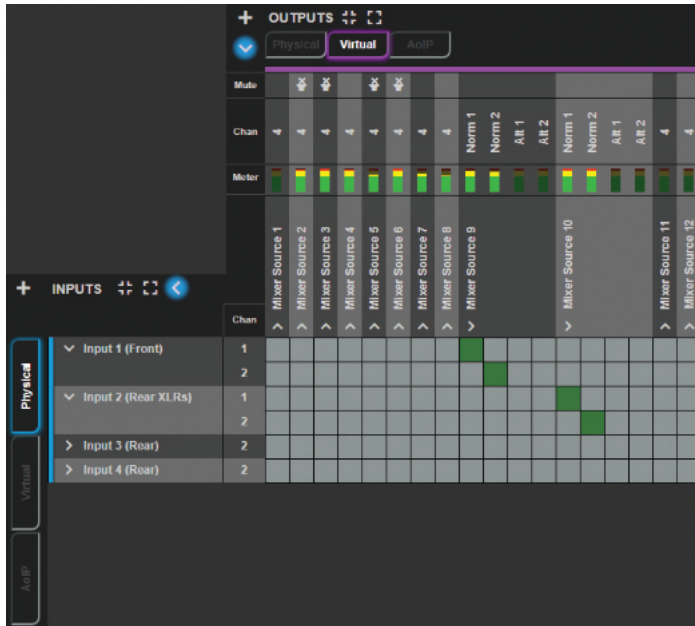 OUTPUTS
Physical Virtual AoIP
Mute
Chan 4 4 4 4 4 4 4 4 Norm 1 Norm 2 Alt 1 Alt 2 Norm 1 Norm 2 Alt 1 Alt 2 4 4
Meter
Mixer Source 1 Mixer Source 2 Mixer Source 3 Mixer Source 4 Mixer Source 5 Mixer Source 6 Mixer Source 7 Mixer Source 8 Mixer Source 9 Mixer Source 10 Mixer Source 11 Mixer Source 12
INPUTS
Chan
Input 1 (Front) 1
2
Input 2 (Rear XLRs) 1
2
Input 3 (Rear) 2
Input 4 (Rear) 2
Physical
Virtual
AoIP